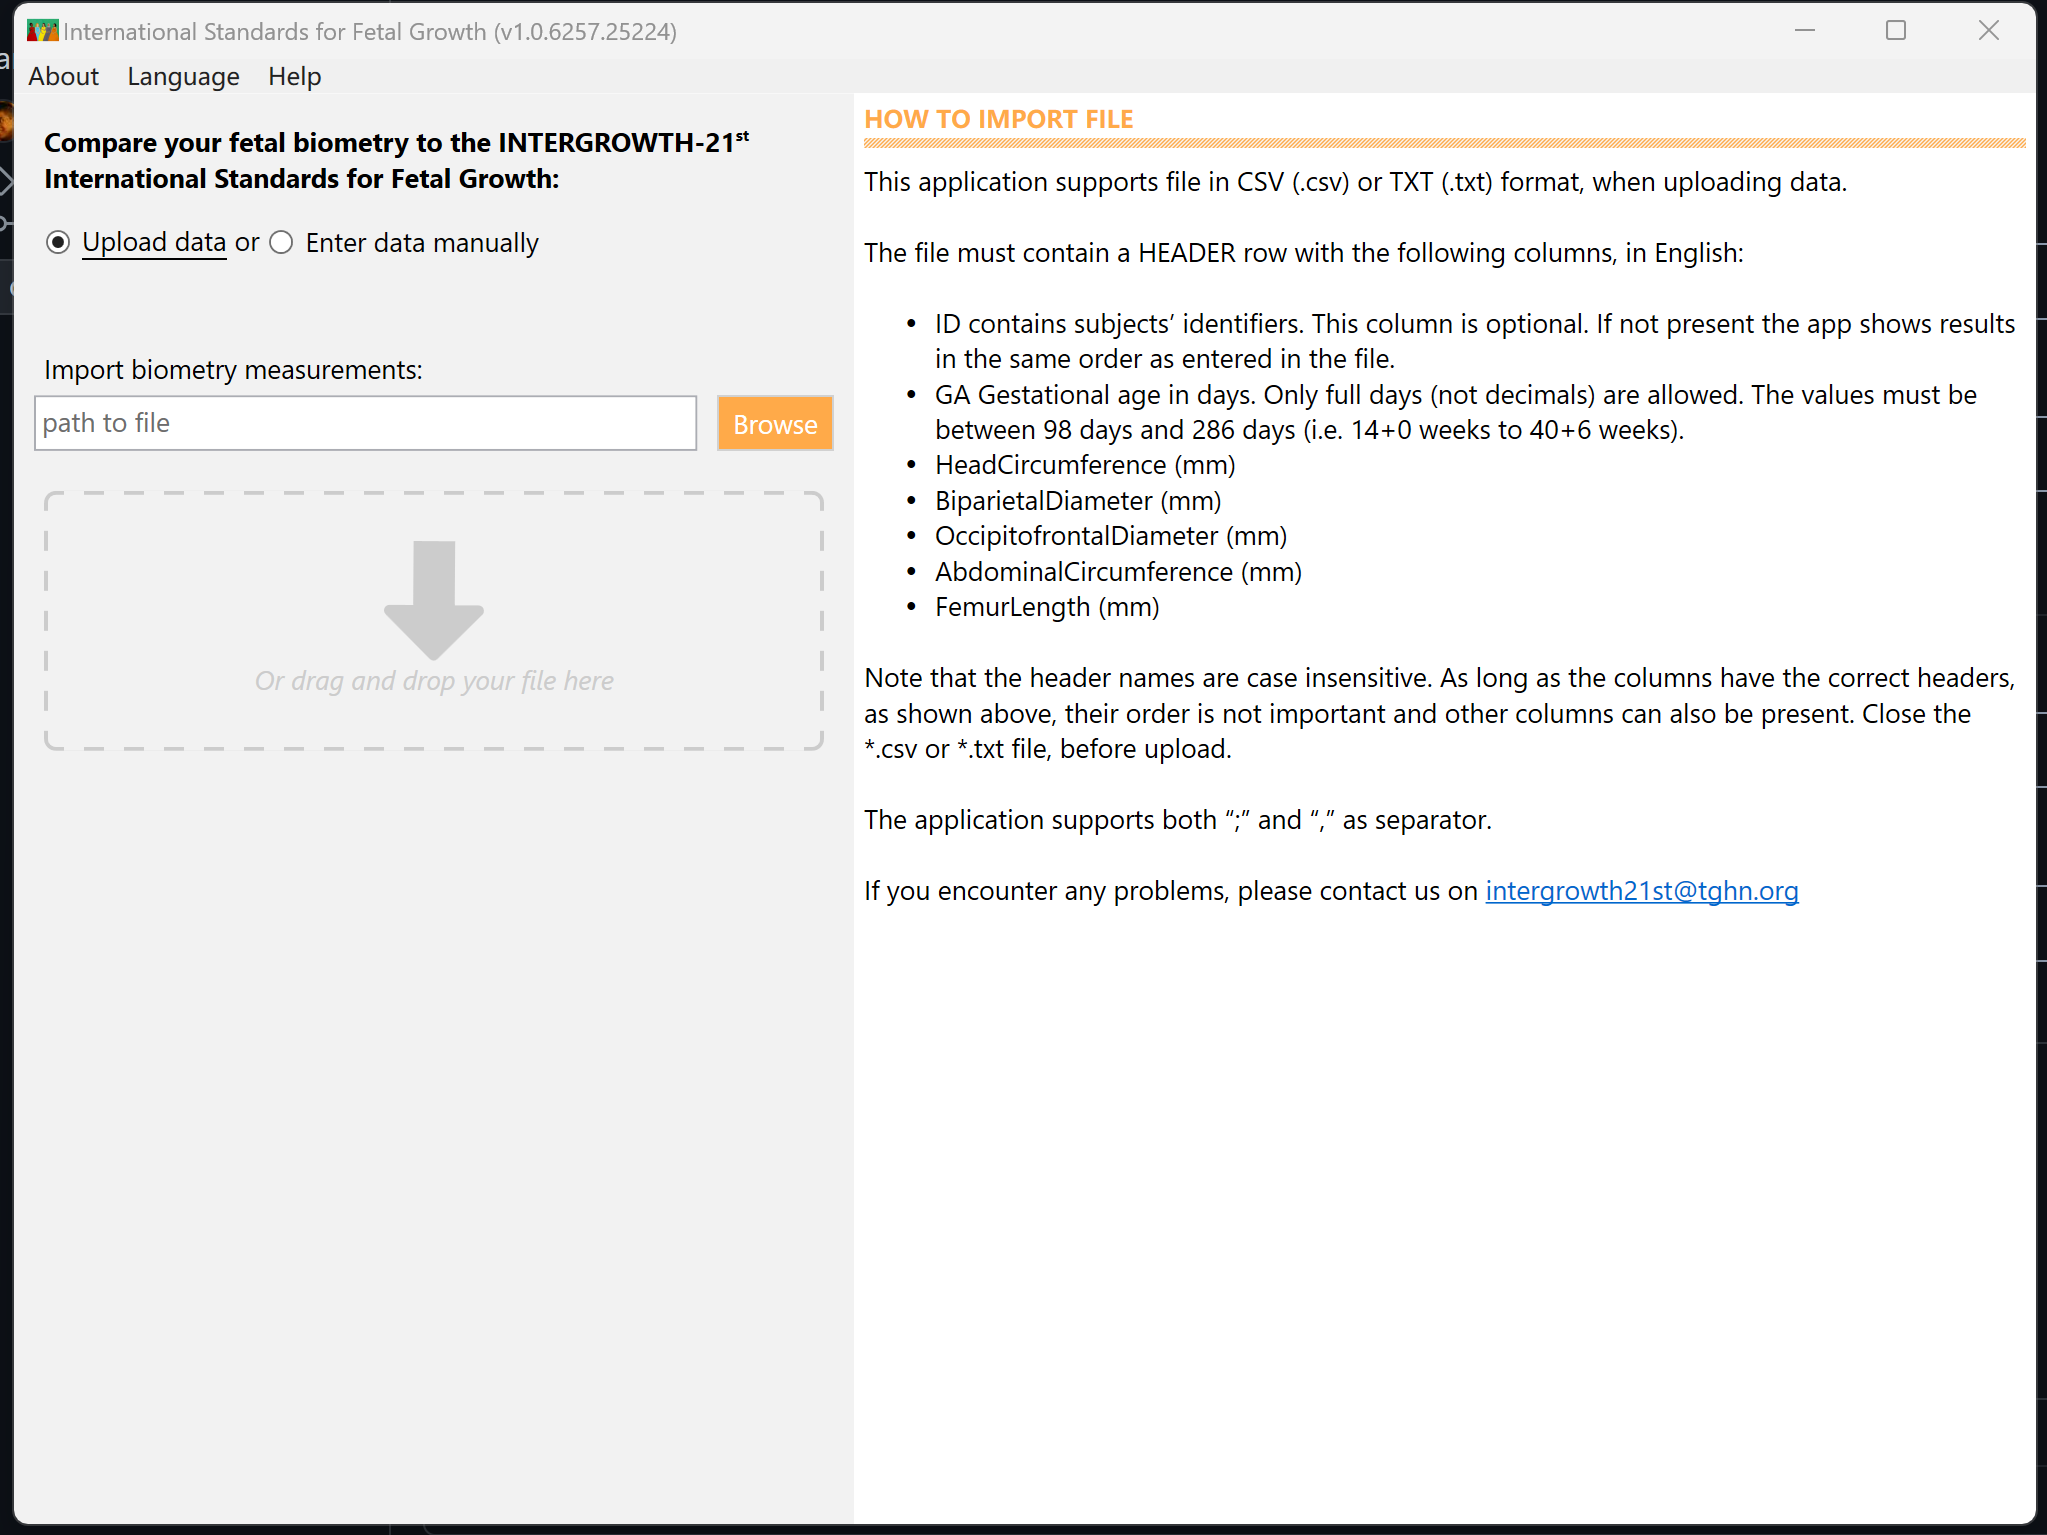 International Standards for Fetal Growth (v1.0.6257.25224)
About Language Help
Compare your fetal biometry to the INTERGROWTH-21st
International Standards for Fetal Growth:
Upload data or Enter data manually
Import biometry measurements:
path to file
Browse
Or drag and drop your file here
HOW TO IMPORT FILE
This application supports file in CSV (.csv) or TXT (.txt) format, when uploading data.
The file must contain a HEADER row with the following columns, in English:
• ID contains subjects’ identifiers. This column is optional. If not present the app shows results
in the same order as entered in the file.
• GA Gestational age in days. Only full days (not decimals) are allowed. The values must be
between 98 days and 286 days (i.e. 14+0 weeks to 40+6 weeks).
• HeadCircumference (mm)
• BiparietalDiameter (mm)
• OccipitofrontalDiameter (mm)
• AbdominalCircumference (mm)
• FemurLength (mm)
Note that the header names are case insensitive. As long as the columns have the correct headers,
as shown above, their order is not important and other columns can also be present. Close the
*.csv or *.txt file, before upload.
The application supports both “;” and “,” as separator.
If you encounter any problems, please contact us on intergrowth21st@tghn.org